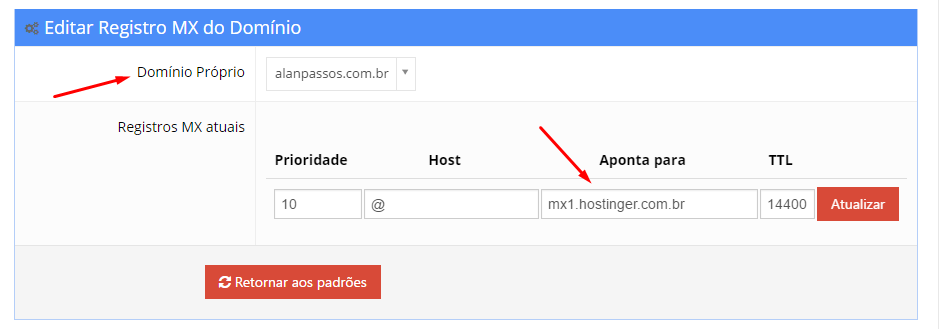 Editar Registro MX do Domínio
Domínio Próprio
alanpassos.com.br
Registros MX atuais
Prioridade Host Aponta para TTL
10 @ mx1.hostinger.com.br 14400 Atualizar
Retornar aos padrões